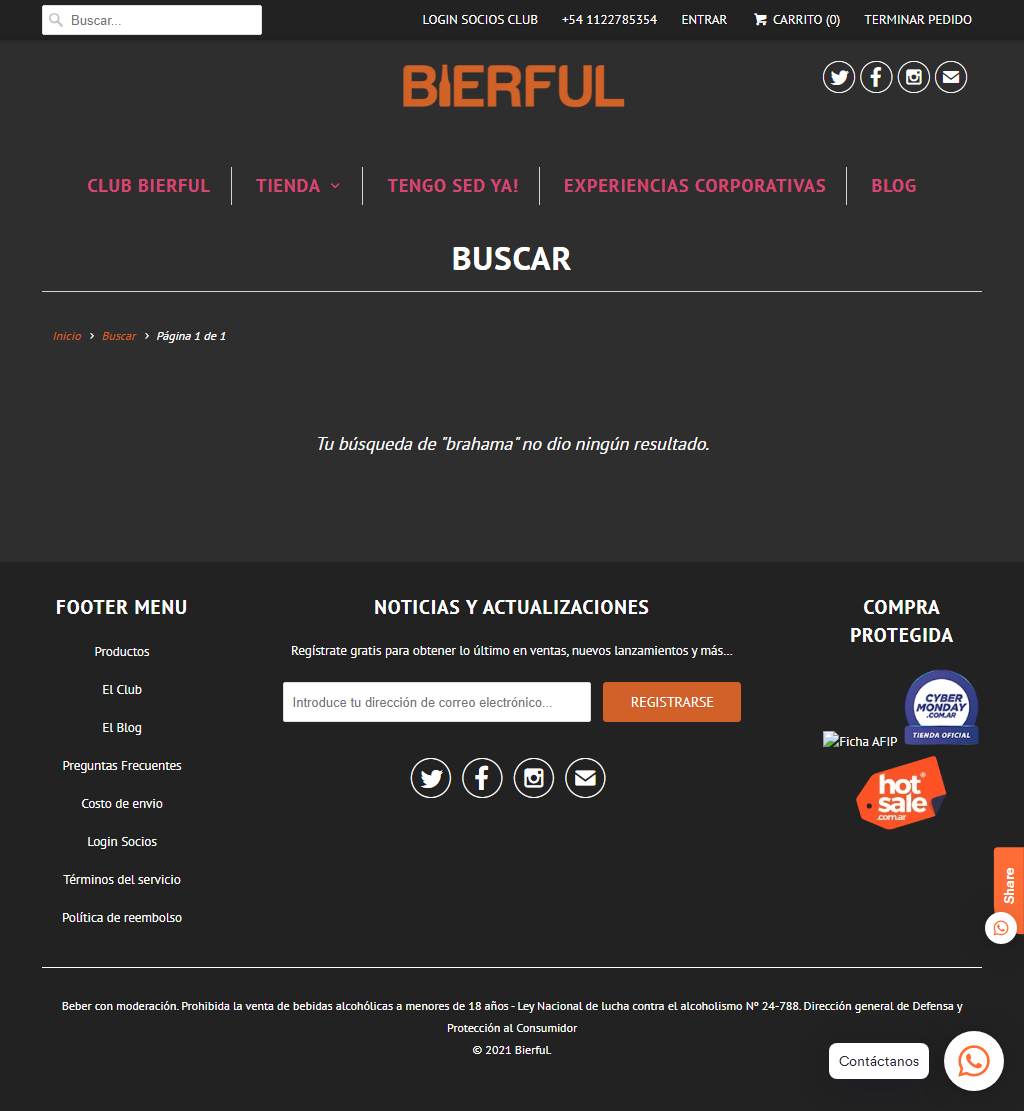 Buscar...
LOGIN SOCIOS CLUB
+54 1122785354
ENTRAR
CARRITO (0)
TERMINAR PEDIDO
BIERFUL
CLUB BIERFUL
TIENDA
TENGO SED YA!
EXPERIENCIAS CORPORATIVAS
BLOG
BUSCAR
Inicio › Buscar › Página 1 de 1
Tu búsqueda de "brahama" no dio ningún resultado.
FOOTER MENU
Productos
El Club
El Blog
Preguntas Frecuentes
Costo de envio
Login Socios
Términos del servicio
Política de reembolso
NOTICIAS Y ACTUALIZACIONES
Regístrate gratis para obtener lo último en ventas, nuevos lanzamientos y más...
Introduce tu dirección de correo electrónico...
REGISTRARSE
COMPRA
PROTEGIDA
Ficha AFIP
CYBER
MONDAY
.COM.AR
TIENDA OFICIAL
hot
sale
.com.ar
Share
Beber con moderación. Prohibida la venta de bebidas alcohólicas a menores de 18 años - Ley Nacional de lucha contra el alcoholismo Nº 24-788. Dirección general de Defensa y
Protección al Consumidor
© 2021 Bierful.
Contáctanos